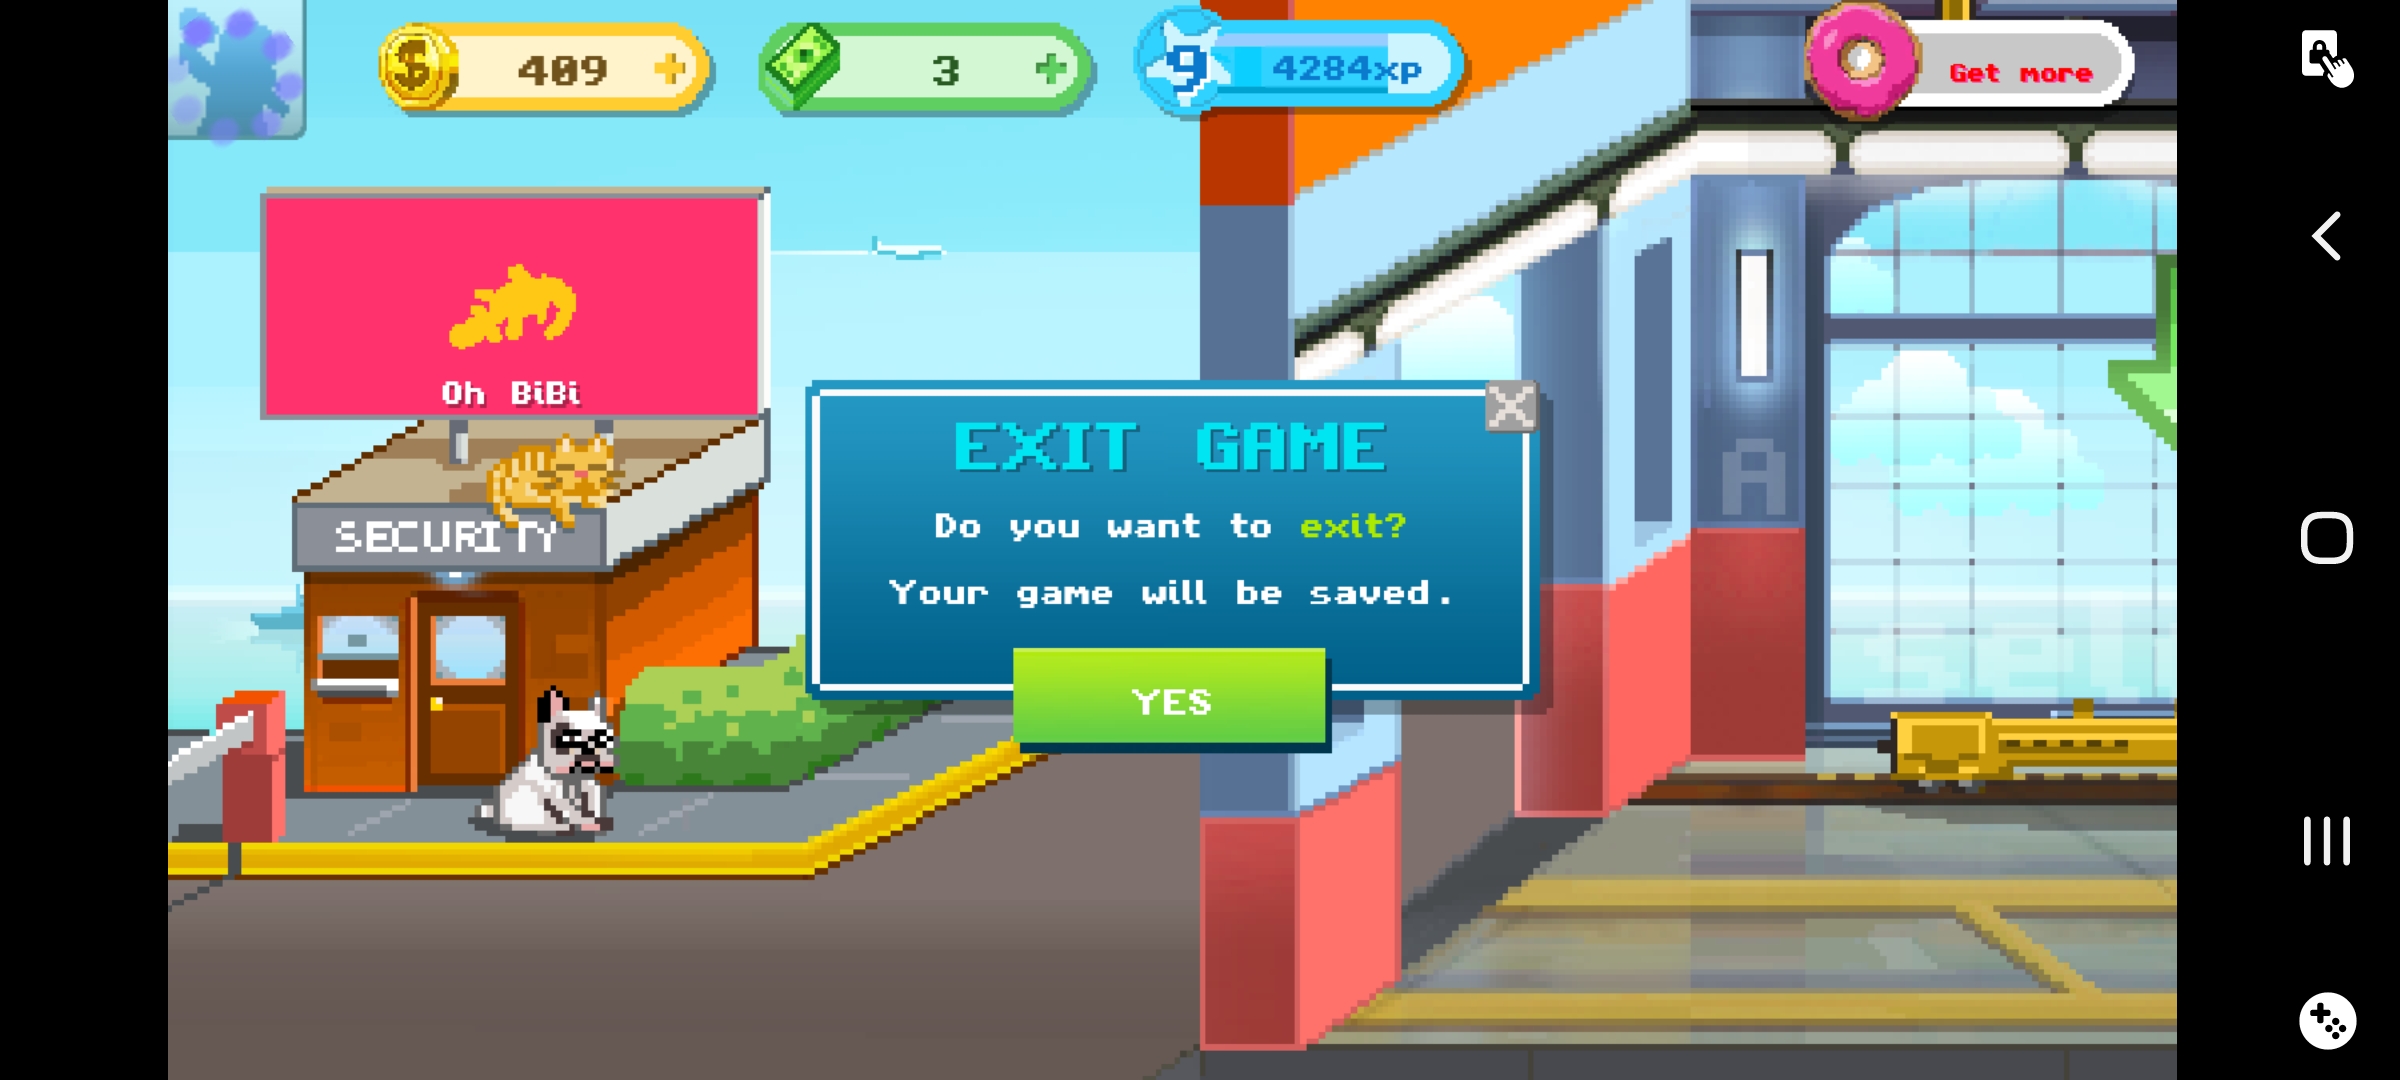 409
3
9
4284xp
Get more
Oh BiBi
SECURITY
A
EXIT GAME
Do you want to exit?
Your game will be saved.
YES